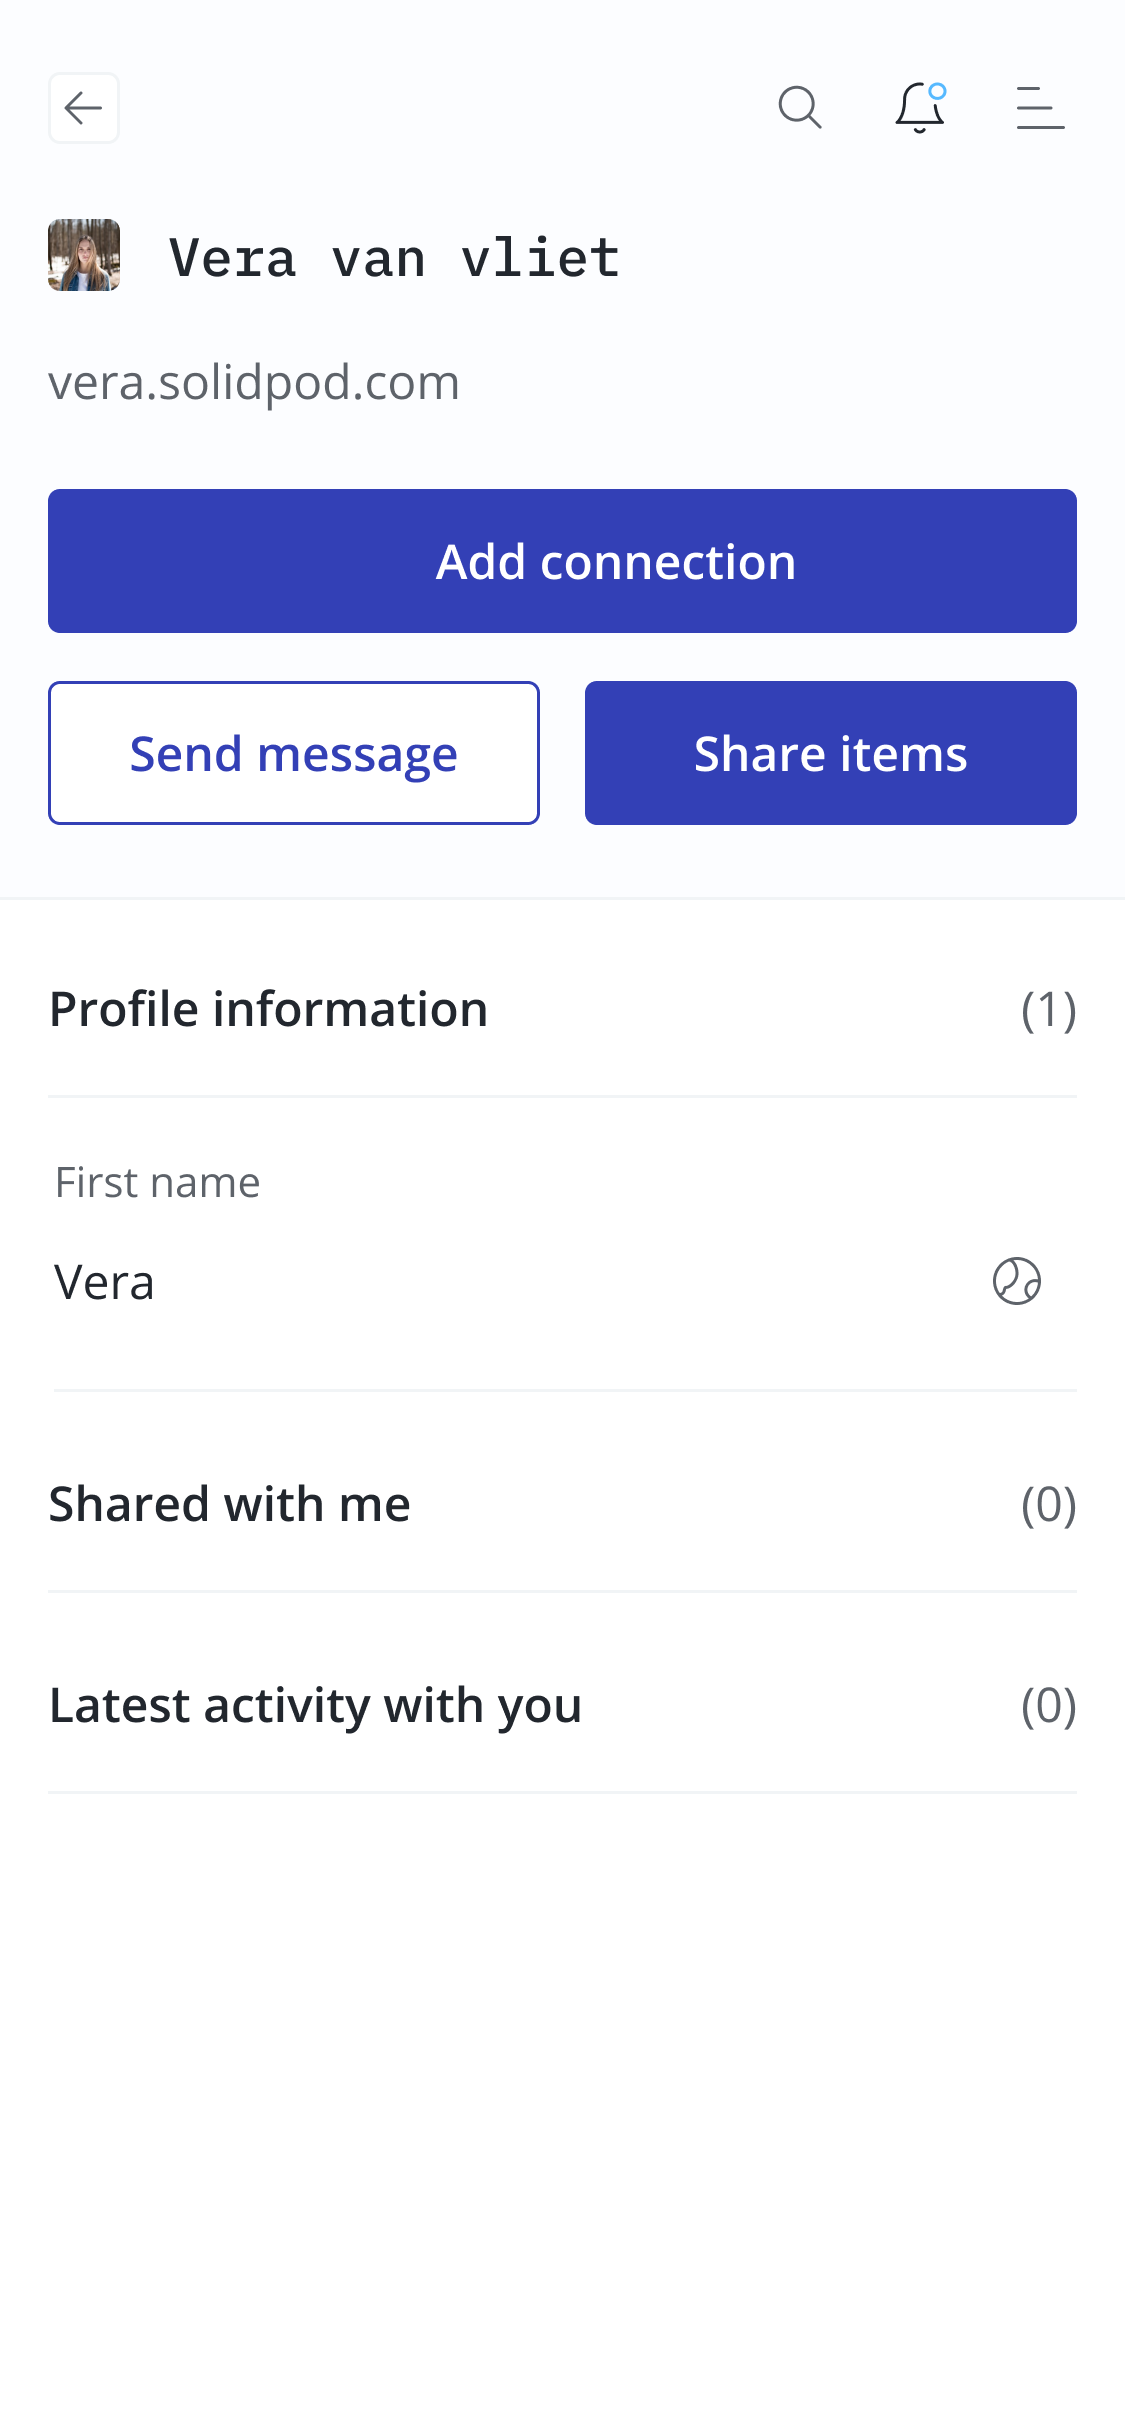 Vera van vliet
vera.solidpod.com
Add connection
Send message
Share items
Profile information (1)
First name
Vera
Shared with me (0)
Latest activity with you (0)